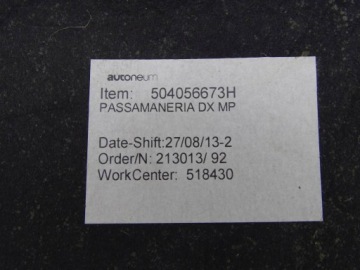 autoneum
Item: 504056673H
PASSAMANERIA DX MP
Date-Shift:27/08/13-2
Order/N: 213013/ 92
WorkCenter: 518430